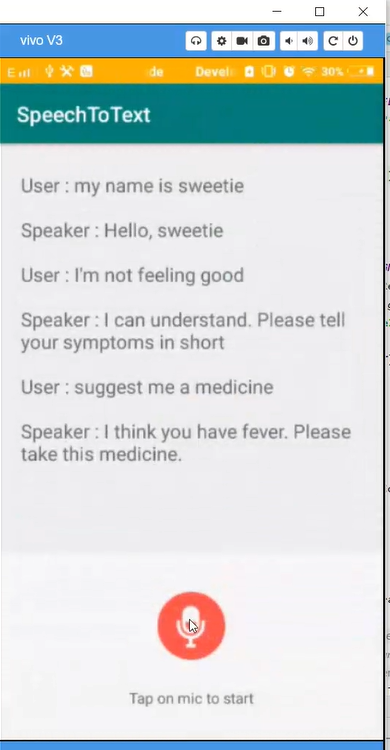 vivo V3
E
de
Devel
30%
SpeechToText
User : my name is sweetie
Speaker : Hello, sweetie
User : I'm not feeling good
Speaker : I can understand. Please tell
your symptoms in short
User : suggest me a medicine
Speaker : I think you have fever. Please
take this medicine.
Tap on mic to start